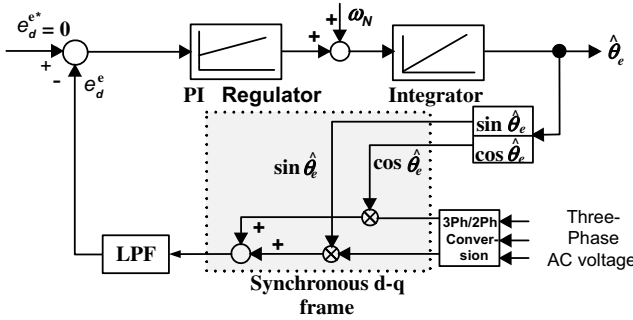 e_d^{e*} = 0
+
-
e_d^e
PI Regulator
+
+
ω_N
Integrator
θ̂_e
sin θ̂_e
cos θ̂_e
sin θ̂_e
cos θ̂_e
+
+
LPF
3Ph/2Ph
Conver-
sion
Three-
Phase
AC voltage
Synchronous d-q
frame